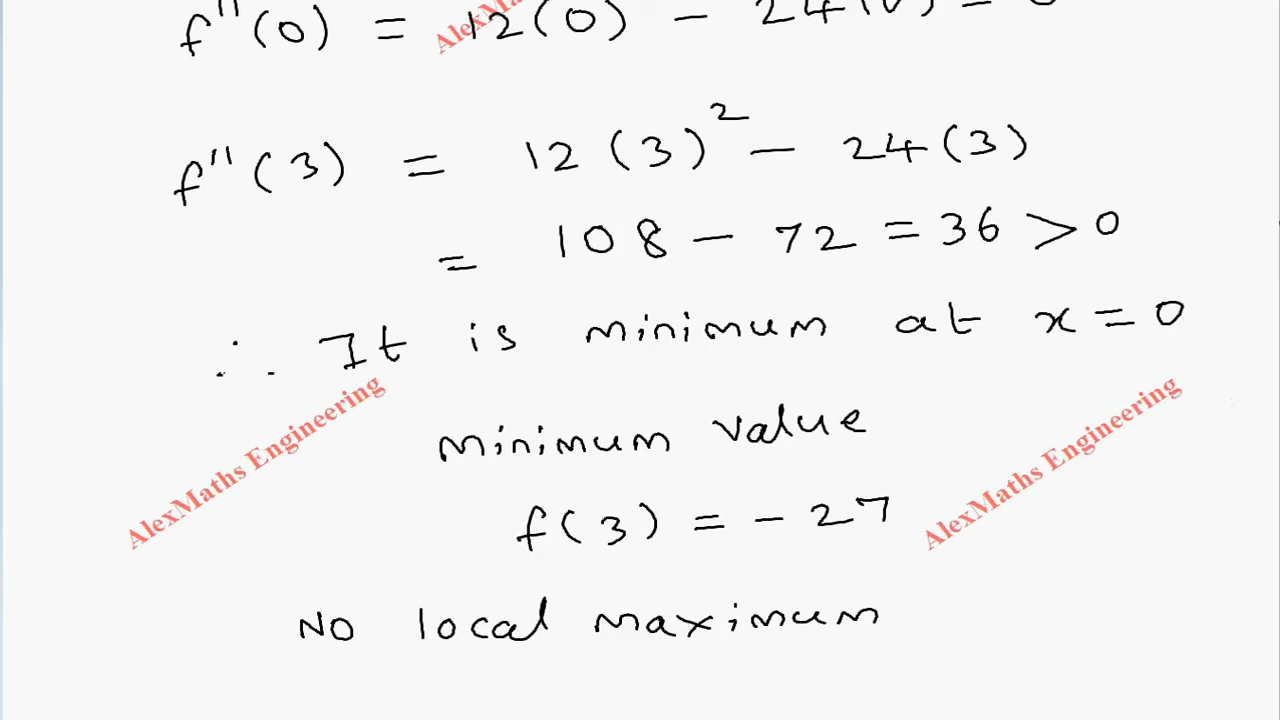 f''(0) = 12(0) - 24(0) = 0
f''(3) = 12(3)² - 24(3)
= 108 - 72 = 36 > 0
∴ It is minimum at x = 0
minimum value
f(3) = -27
No local maximum
AlexMaths Engineering
AlexMaths Engineering